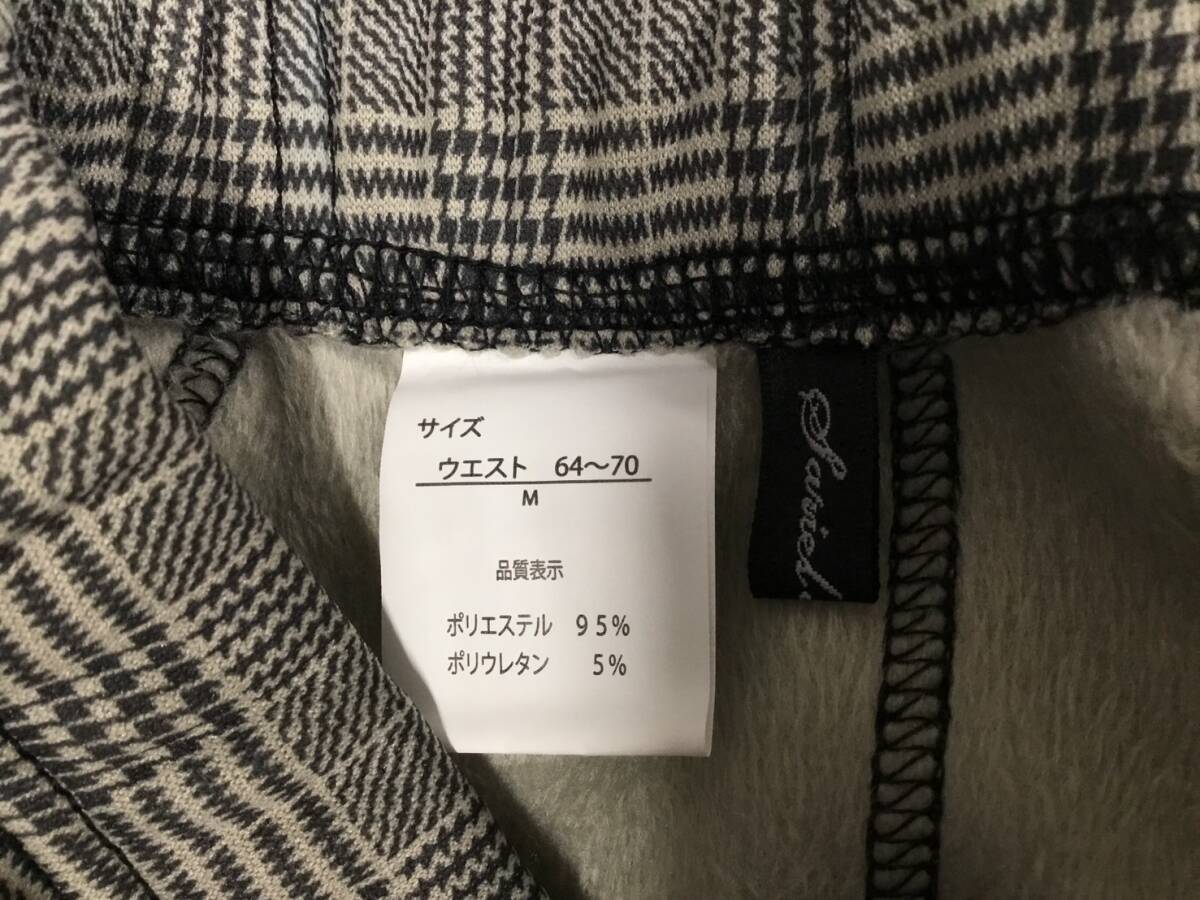 サイズ
ウエスト 64〜70
M
品質表示
ポリエステル 95%
ポリウレタン 5%